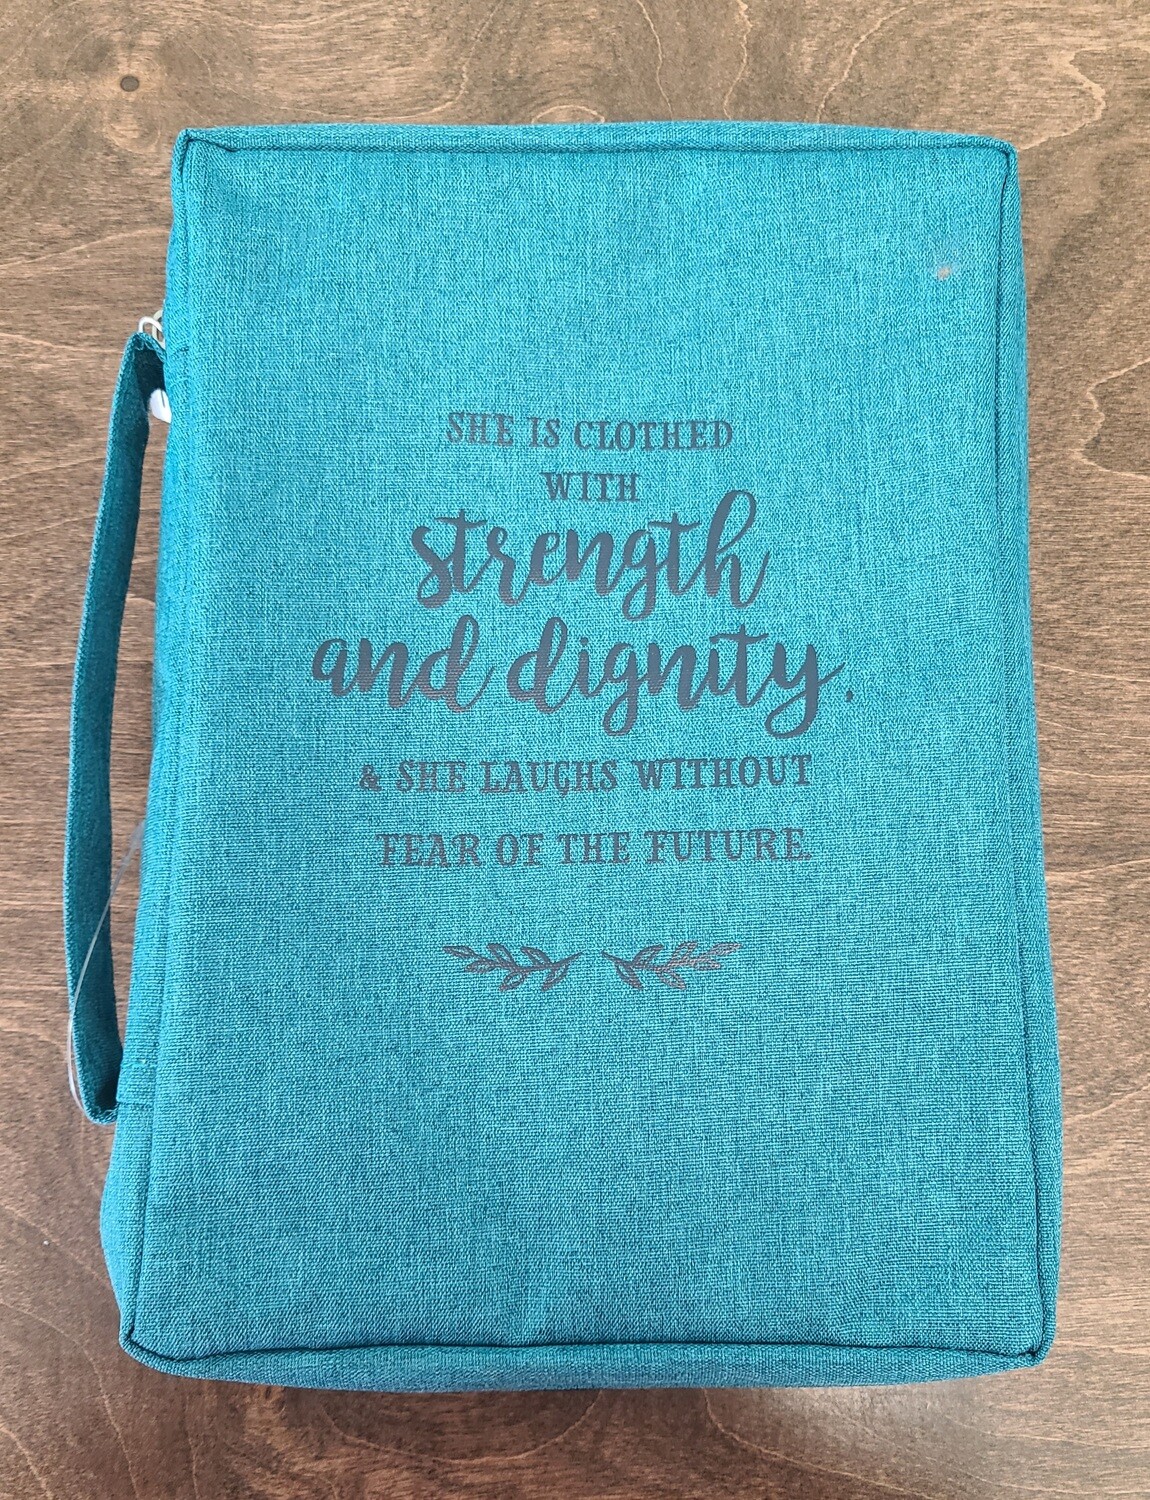 SHE IS CLOTHED
WITH
strength
and dignity,
& SHE LAUGHS WITHOUT
FEAR OF THE FUTURE.